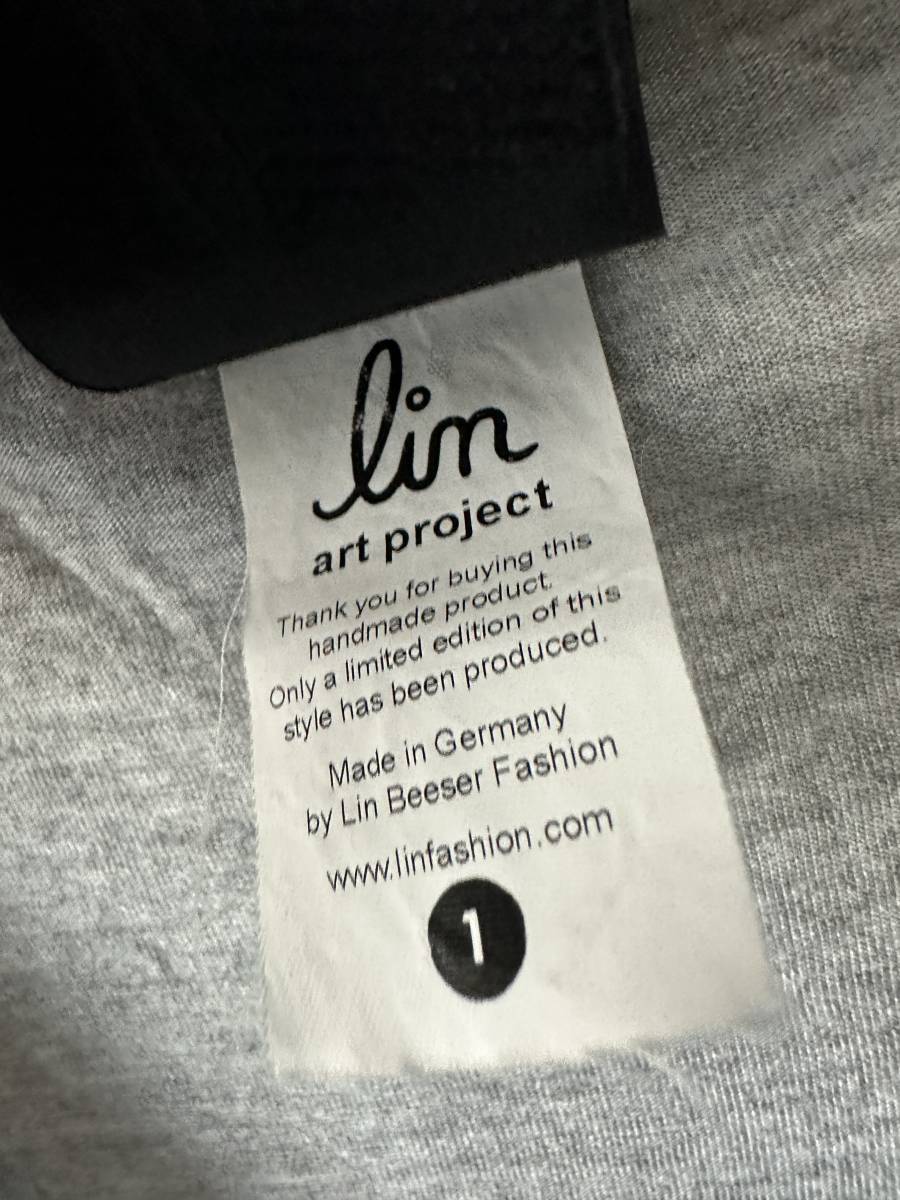 lin
art project
Thank you for buying this
handmade product.
Only a limited edition of this
style has been produced.
Made in Germany
by Lin Beeser Fashion
www.linfashion.com
1